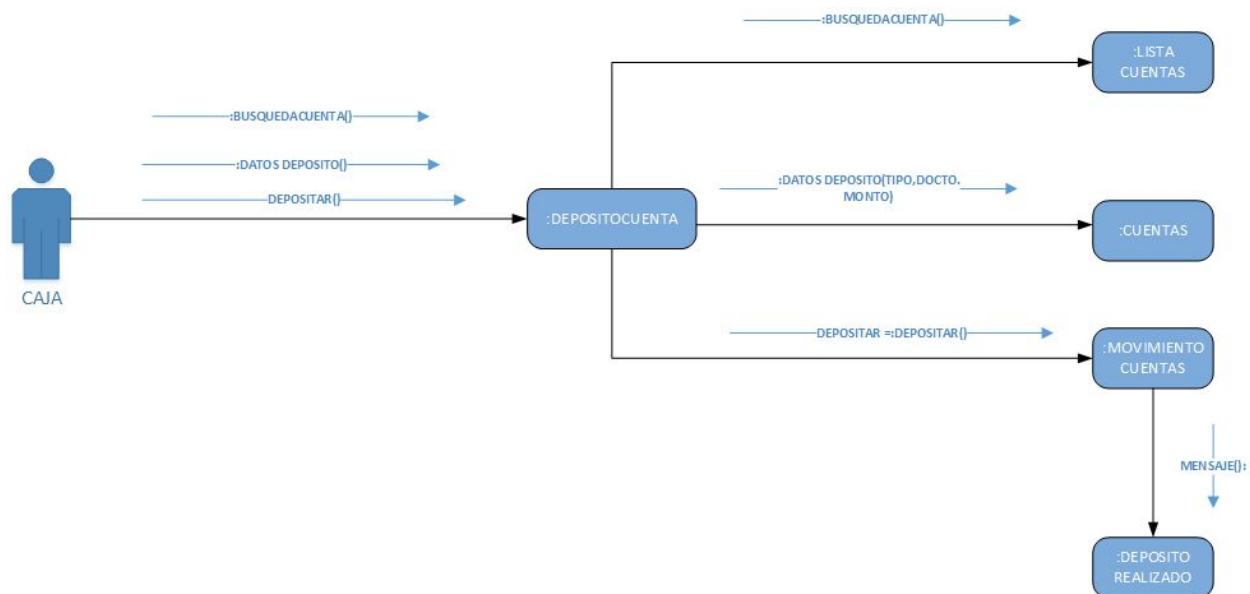 :BUSQUEDACUENTA()
:LISTA
CUENTAS
:BUSQUEDACUENTA()
:DATOS DEPOSITO()
DEPOSITAR()
CAJA
:DEPOSITOCUENTA
:DATOS DEPOSITO(TIPO,DOCTO.
MONTO)
:CUENTAS
DEPOSITAR =:DEPOSITAR()
:MOVIMIENTO
CUENTAS
MENSAJE():
:DEPOSITO
REALIZADO